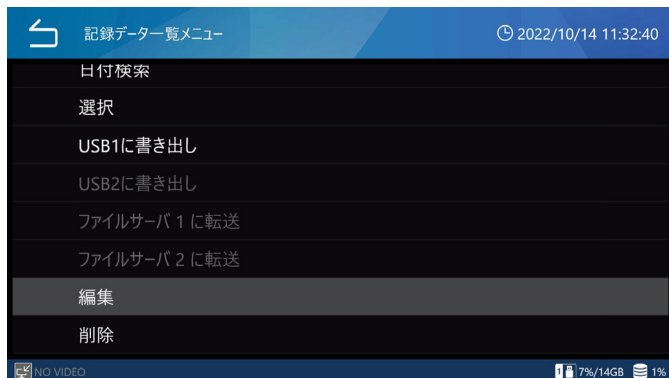 記録データ一覧メニュー
2022/10/14 11:32:40
日付検索
選択
USB1に書き出し
USB2に書き出し
ファイルサーバ 1 に転送
ファイルサーバ 2 に転送
編集
削除
NO VIDEO
1 7%/14GB 1%